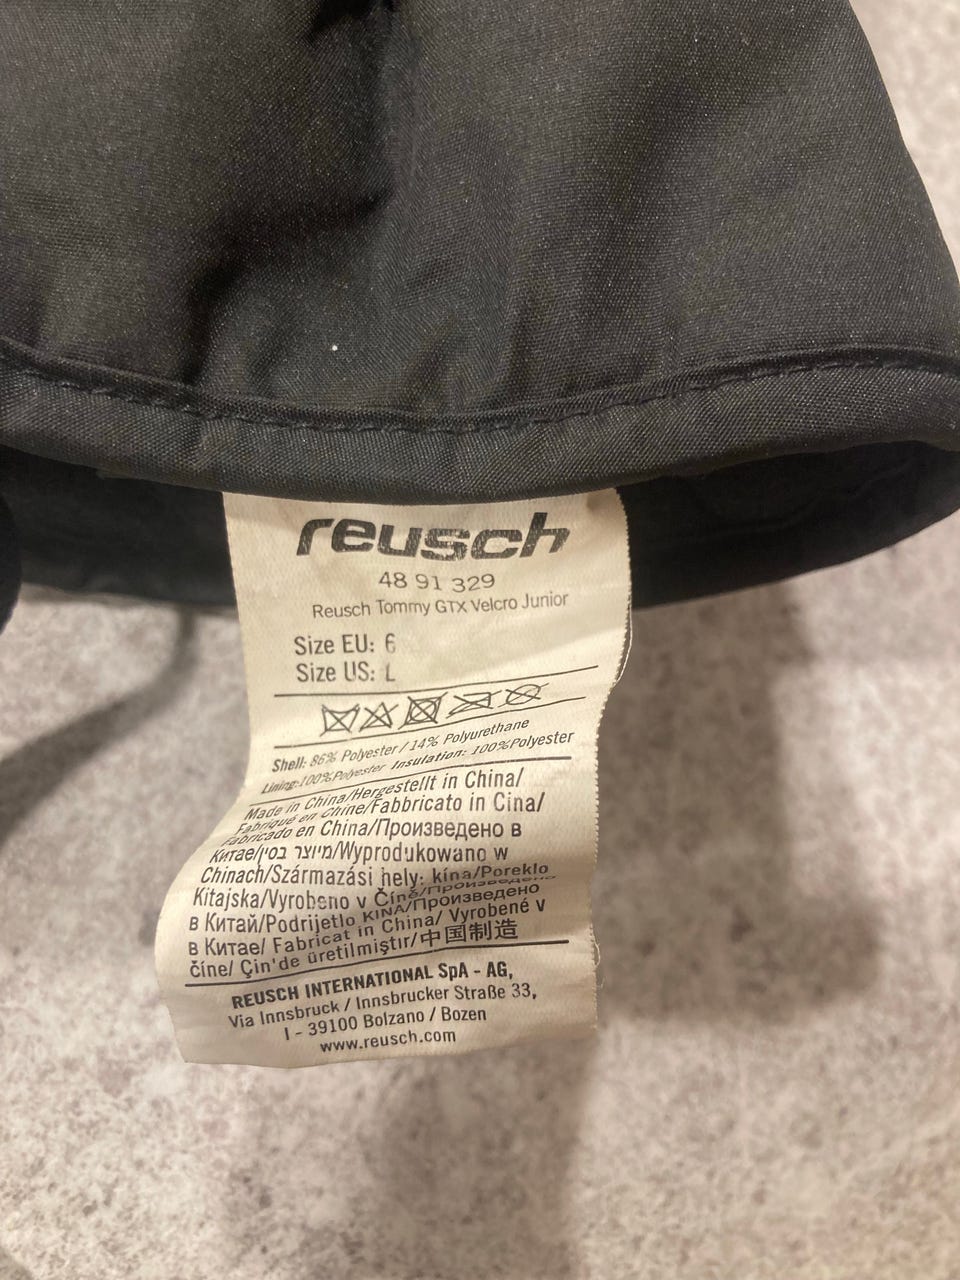 reusch
48 91 329
Reusch Tommy GTX Velcro Junior
Size EU: 6
Size US: L
Shell: 86% Polyester / 14% Polyurethane
Lining: 100% Polyester Insulation: 100% Polyester
Made in China/Hergestellt in China/
Fabriqué en Chine/Fabbricato in Cina/
Fabricado en China/Произведено в
Китае/מיוצר בסין/Wyprodukowano w
Chinach/Származási hely: kína/Poreklo
Kitajska/Vyrobeno v Číně/Произведено
в Китай/Podrijetlo KINA/Произведено
в Китае/ Fabricat in China/ Vyrobené v
číne/ Çin'de üretilmiştir/中国制造
REUSCH INTERNATIONAL SpA - AG,
Via Innsbruck / Innsbrucker Straße 33,
I - 39100 Bolzano / Bozen
www.reusch.com